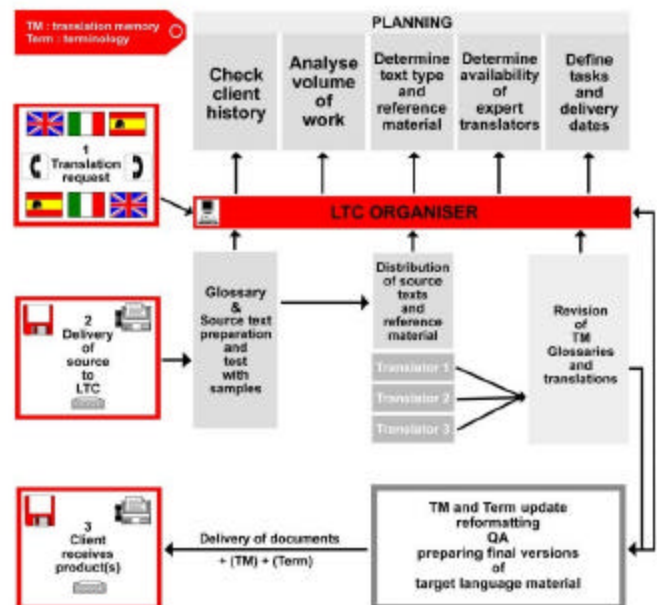 TM : translation memory
Term : terminology
PLANNING
Check
client
history
Analyse
volume
of
work
Determine
text type
and
reference
material
Determine
availability
of
expert
translators
Define
tasks
and
delivery
dates
1
Translation
request
LTC ORGANISER
2
Delivery
of
source
to
LTC
Glossary
&
Source text
preparation
and
test
with
samples
Distribution
of source
texts
and
reference
material
Translator 1
Translator 2
Translator 3
Revision
of
TM
Glossaries
and
translations
3
Client
receives
product(s)
Delivery of documents
+ (TM) + (Term)
TM and Term update
reformatting
QA
preparing final versions
of
target language material